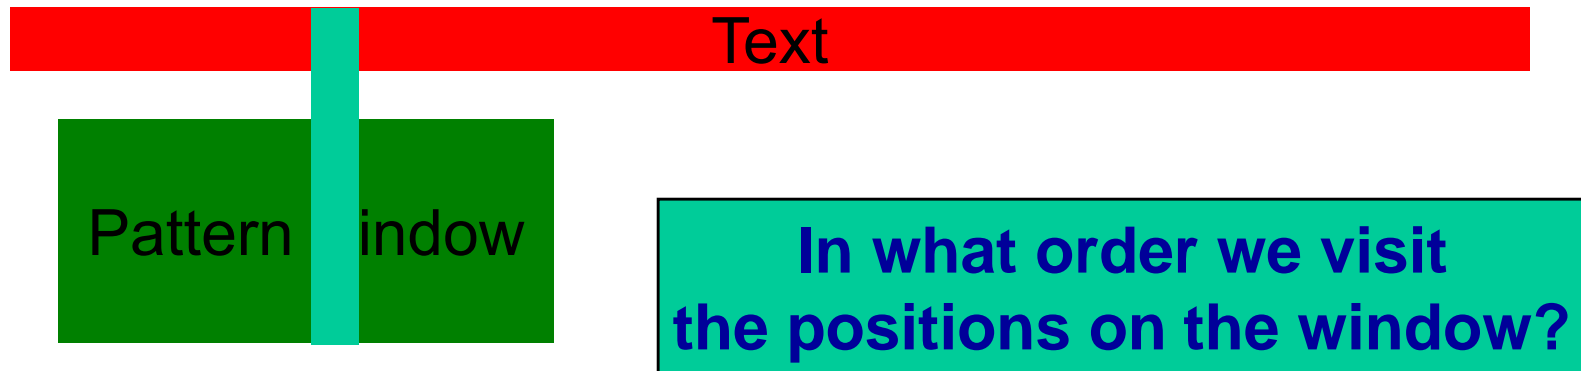 Text
Pattern indow
In what order we visit
the positions on the window?